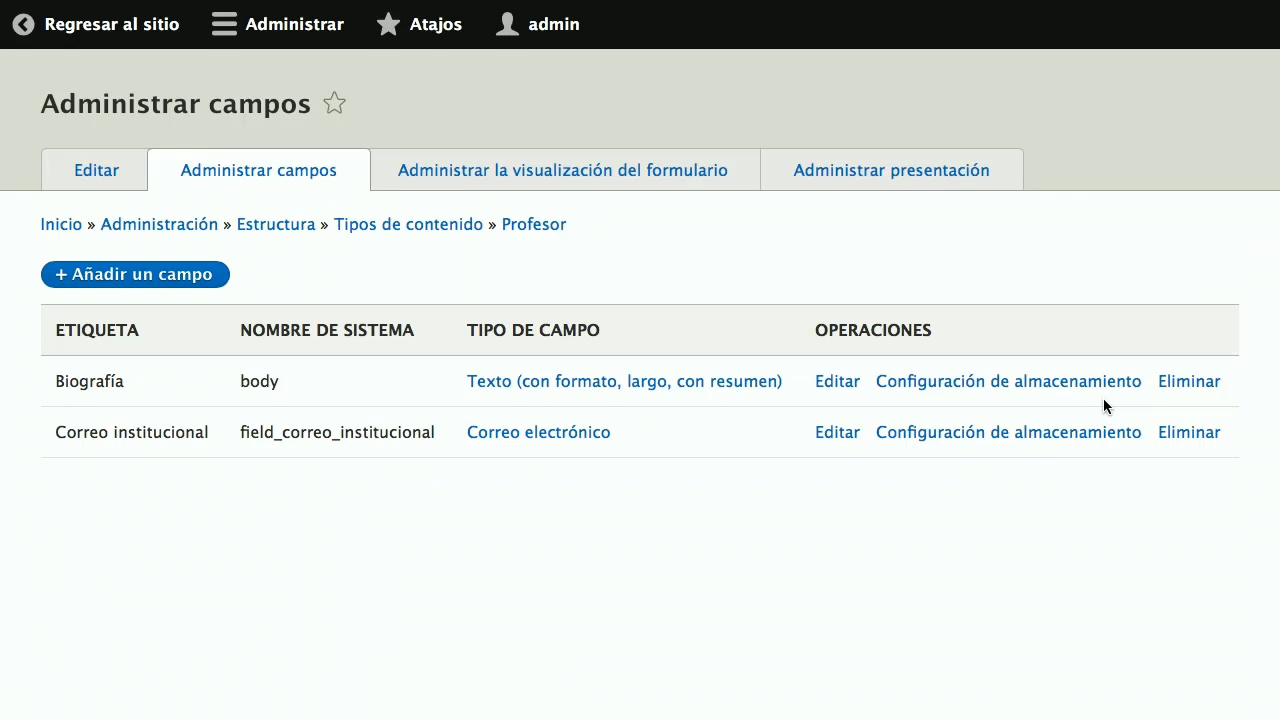 Regresar al sitio Administrar Atajos admin
Administrar campos
Editar Administrar campos Administrar la visualización del formulario Administrar presentación
Inicio » Administración » Estructura » Tipos de contenido » Profesor
+ Añadir un campo
ETIQUETA NOMBRE DE SISTEMA TIPO DE CAMPO OPERACIONES
Biografía body Texto (con formato, largo, con resumen) Editar Configuración de almacenamiento Eliminar
Correo institucional field_correo_institucional Correo electrónico Editar Configuración de almacenamiento Eliminar